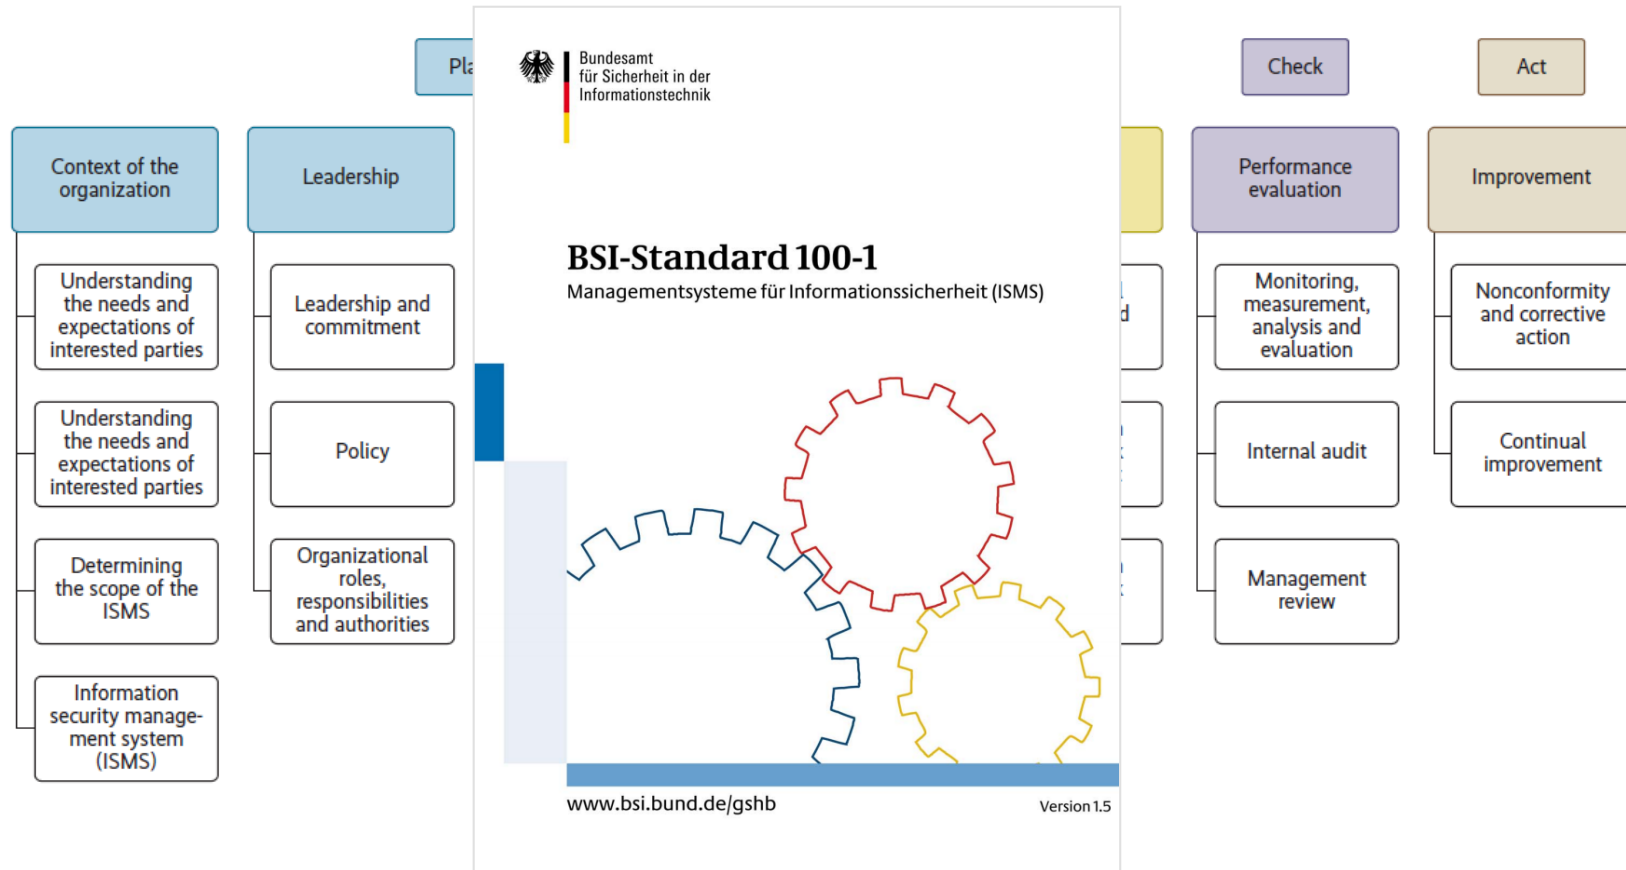 Check
Act
Context of the
organization
Leadership
Performance
evaluation
Improvement
Understanding
the needs and
expectations of
interested parties
Understanding
the needs and
expectations of
interested parties
Determining
the scope of the
ISMS
Information
security manage-
ment system
(ISMS)
Leadership and
commitment
Policy
Organizational
roles,
responsibilities
and authorities
Bundesamt
für Sicherheit in der
Informationstechnik
BSI-Standard 100-1
Managementsysteme für Informationssicherheit (ISMS)
www.bsi.bund.de/gshb
Version 1.5
Monitoring,
measurement,
analysis and
evaluation
Internal audit
Management
review
Nonconformity
and corrective
action
Continual
improvement